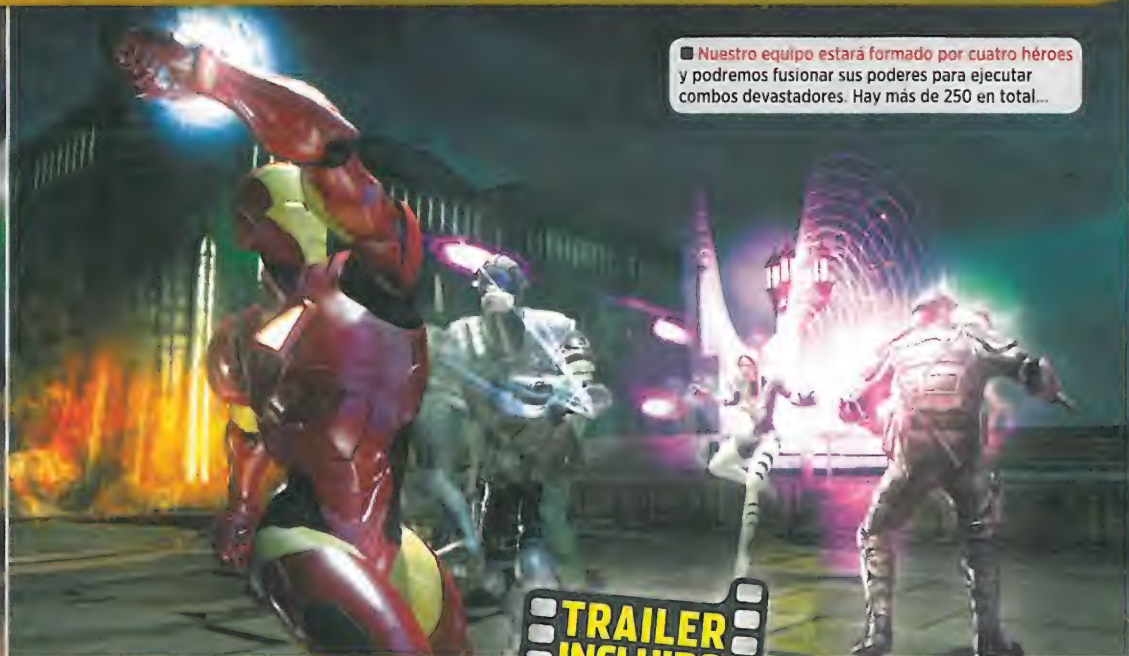 ■ Nuestro equipo estará formado por cuatro héroes
y podremos fusionar sus poderes para ejecutar
combos devastadores. Hay más de 250 en total...
TRAILER
INCLUIDO